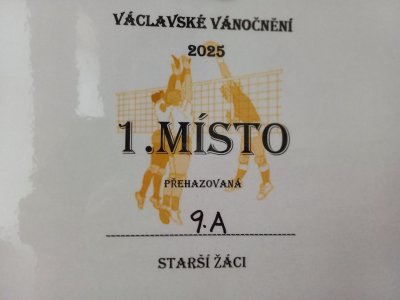 VÁCLAVSKÉ VÁNOČNĚNÍ
2025
1.MÍSTO
PŘEHAZOVANÁ
9.A
STARŠÍ ŽÁCI